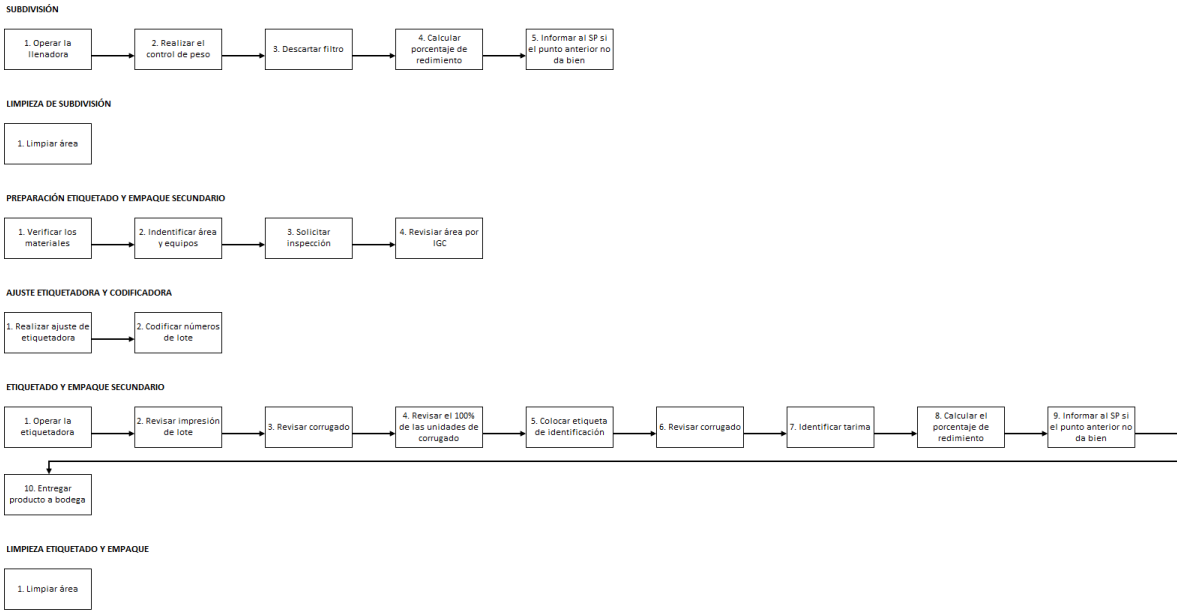 SUBDIVISIÓN
1. Operar la
llenadora
2. Realizar el
control de peso
3. Descartar filtro
4. Calcular
porcentaje de
redimiento
5. Informar al SP si
el punto anterior no
da bien
LIMPIEZA DE SUBDIVISIÓN
1. Limpiar área
PREPARACIÓN ETIQUETADO Y EMPAQUE SECUNDARIO
1. Verificar los
materiales
2. Indentificar área
y equipos
3. Solicitar
inspección
4. Revisiar área por
IGC
AJUSTE ETIQUETADORA Y CODIFICADORA
1. Realizar ajuste de
etiquetadora
2. Codificar números
de lote
ETIQUETADO Y EMPAQUE SECUNDARIO
1. Operar la
etiquetadora
2. Revisar impresión
de lote
3. Revisar corrugado
4. Revisar el 100%
de las unidades de
corrugado
5. Colocar etiqueta
de identificación
6. Revisar corrugado
7. Identificar tarima
8. Calcular el
porcentaje de
redimiento
9. Informar al SP si
el punto anterior no
da bien
10. Entregar
producto a bodega
LIMPIEZA ETIQUETADO Y EMPAQUE
1. Limpiar área